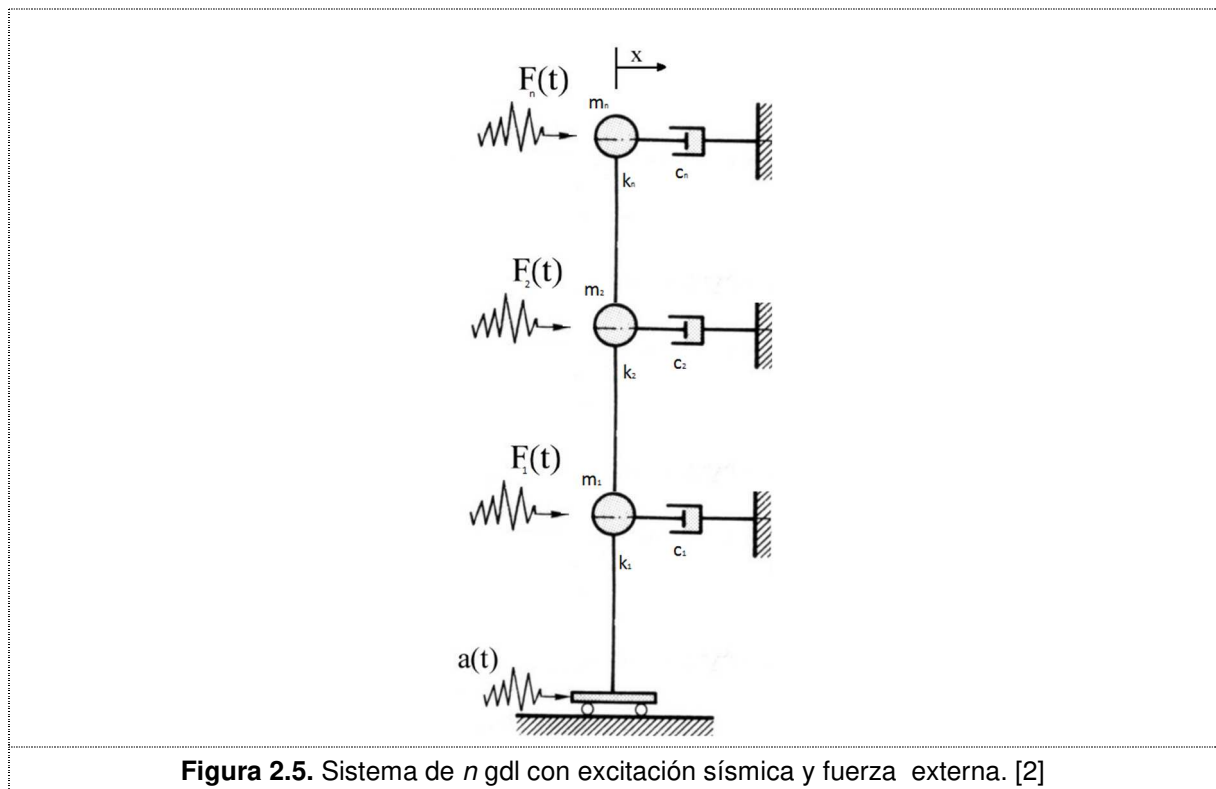 x
Fₙ(t)
mₙ
cₙ
kₙ
F₂(t)
m₂
c₂
k₂
F₁(t)
m₁
c₁
k₁
a(t)
Figura 2.5. Sistema de n gdl con excitación sísmica y fuerza externa. [2]